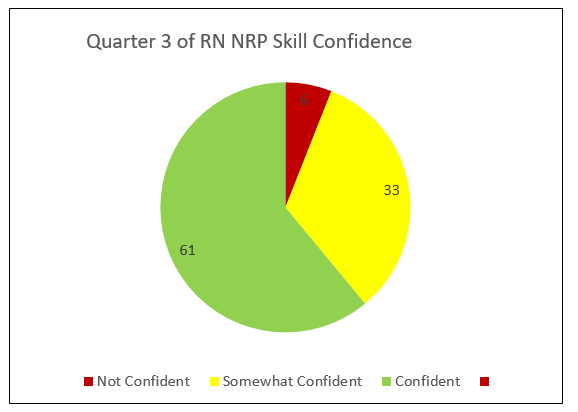 Quarter 3 of RN NRP Skill Confidence
33
61
Not Confident Somewhat Confident Confident